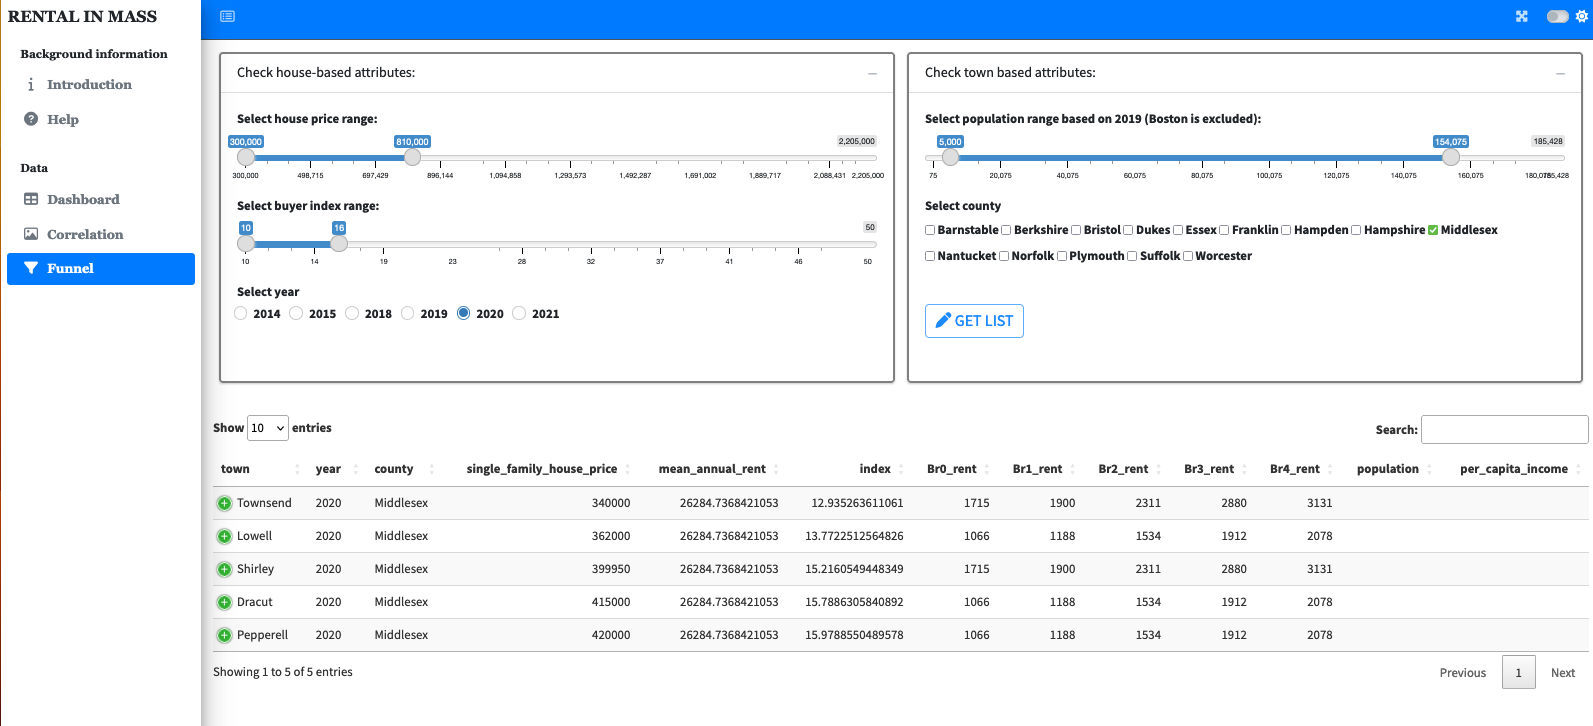 RENTAL IN MASS
Background information
Introduction
Help
Data
Dashboard
Correlation
Funnel
Check house-based attributes:
Select house price range:
300,000 810,000 2,205,000
300,000 498,715 697,429 896,144 1,094,858 1,293,573 1,492,287 1,691,002 1,889,717 2,088,431 2,205,000
Select buyer index range:
10 16 50
10 14 19 23 28 32 37 41 46 50
Select year
2014 2015 2018 2019 2020 2021
Check town based attributes:
Select population range based on 2019 (Boston is excluded):
5,000 154,075 185,428
75 20,075 40,075 60,075 80,075 100,075 120,075 140,075 160,075 180,075 185,428
Select county
Barnstable Berkshire Bristol Dukes Essex Franklin Hampden Hampshire Middlesex
Nantucket Norfolk Plymouth Suffolk Worcester
GET LIST
Show 10 entries
Search:
town year county single_family_house_price mean_annual_rent index Br0_rent Br1_rent Br2_rent Br3_rent Br4_rent population per_capita_income
Townsend 2020 Middlesex 340000 26284.7368421053 12.935263611061 1715 1900 2311 2880 3131
Lowell 2020 Middlesex 362000 26284.7368421053 13.7722512564826 1066 1188 1534 1912 2078
Shirley 2020 Middlesex 399950 26284.7368421053 15.2160549448349 1715 1900 2311 2880 3131
Dracut 2020 Middlesex 415000 26284.7368421053 15.7886305840892 1066 1188 1534 1912 2078
Pepperell 2020 Middlesex 420000 26284.7368421053 15.9788550489578 1066 1188 1534 1912 2078
Showing 1 to 5 of 5 entries
Previous 1 Next